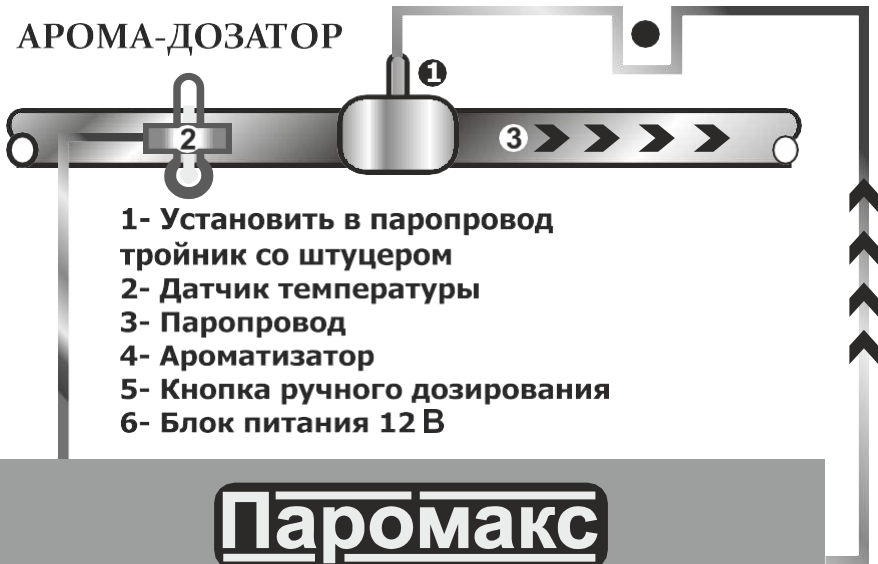 АРОМА-ДОЗАТОР
1
2
3
1- Установить в паропровод
тройник со штуцером
2- Датчик температуры
3- Паропровод
4- Ароматизатор
5- Кнопка ручного дозирования
6- Блок питания 12 В
Паромакс